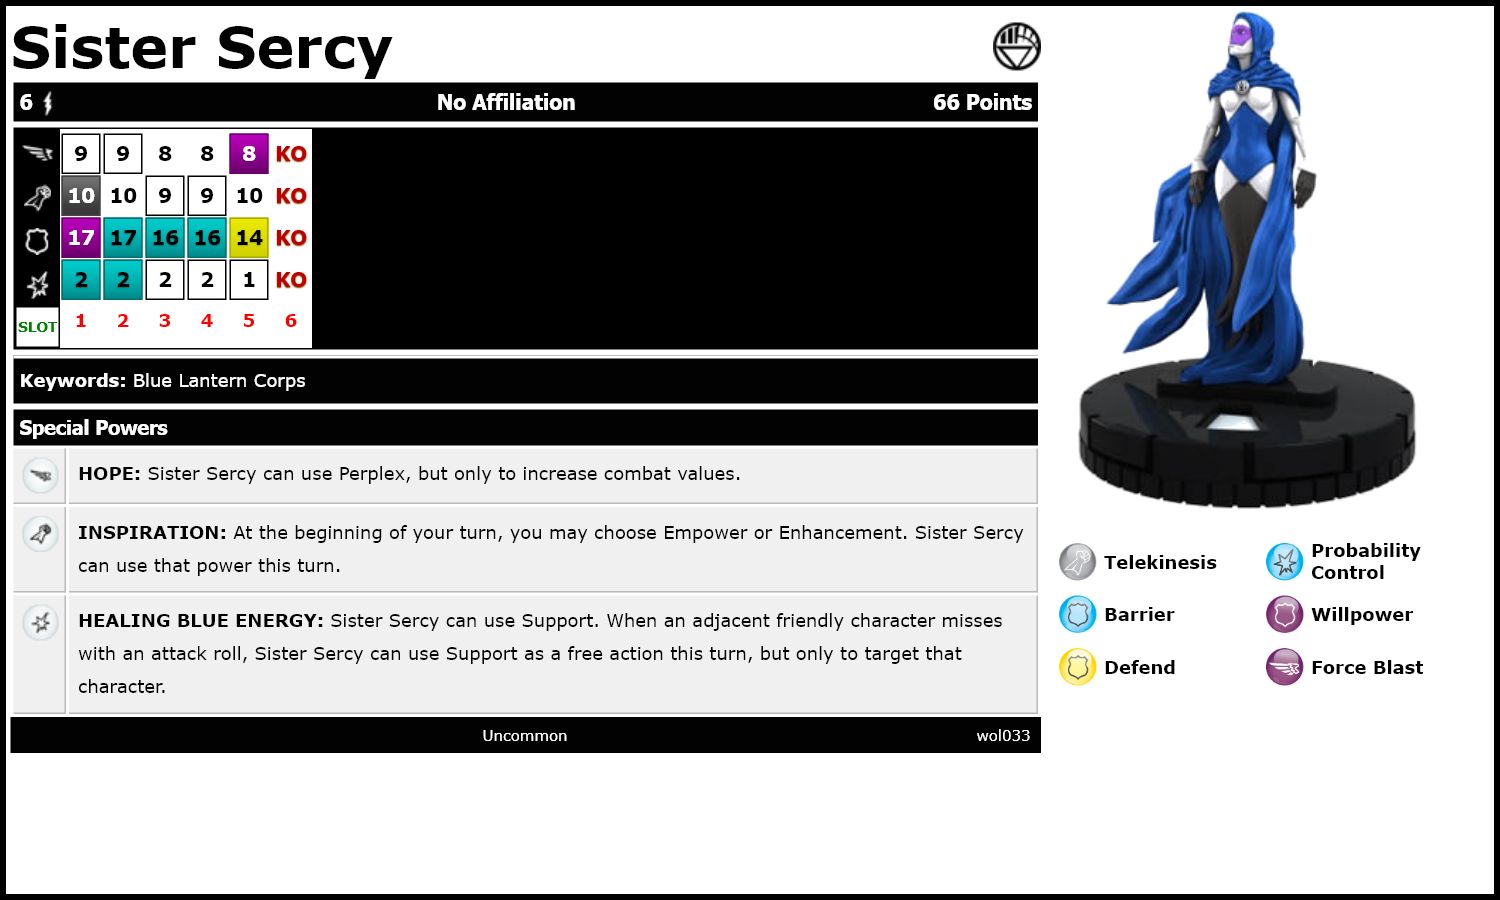 Sister Sercy
6 No Affiliation 66 Points
9 9 8 8 8 KO
10 10 9 9 10 KO
17 17 16 16 14 KO
2 2 2 2 1 KO
SLOT 1 2 3 4 5 6
Keywords: Blue Lantern Corps
Special Powers
HOPE: Sister Sercy can use Perplex, but only to increase combat values.
INSPIRATION: At the beginning of your turn, you may choose Empower or Enhancement. Sister Sercy
can use that power this turn.
HEALING BLUE ENERGY: Sister Sercy can use Support. When an adjacent friendly character misses
with an attack roll, Sister Sercy can use Support as a free action this turn, but only to target that
character.
Uncommon wol033
Telekinesis
Probability
Control
Barrier
Willpower
Defend
Force Blast